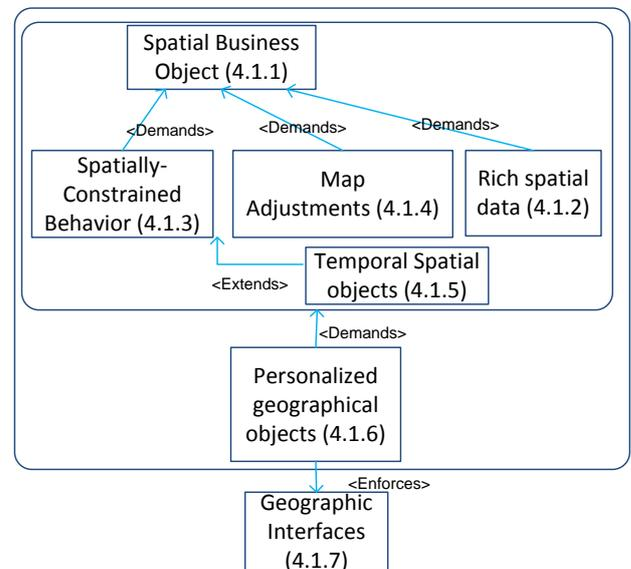 Spatial Business
Object (4.1.1)
<Demands>
<Demands>
<Demands>
Spatially-
Constrained
Behavior (4.1.3)
Map
Adjustments (4.1.4)
Rich spatial
data (4.1.2)
Temporal Spatial
objects (4.1.5)
<Extends>
<Demands>
Personalized
geographical
objects (4.1.6)
<Enforces>
Geographic
Interfaces
(4.1.7)